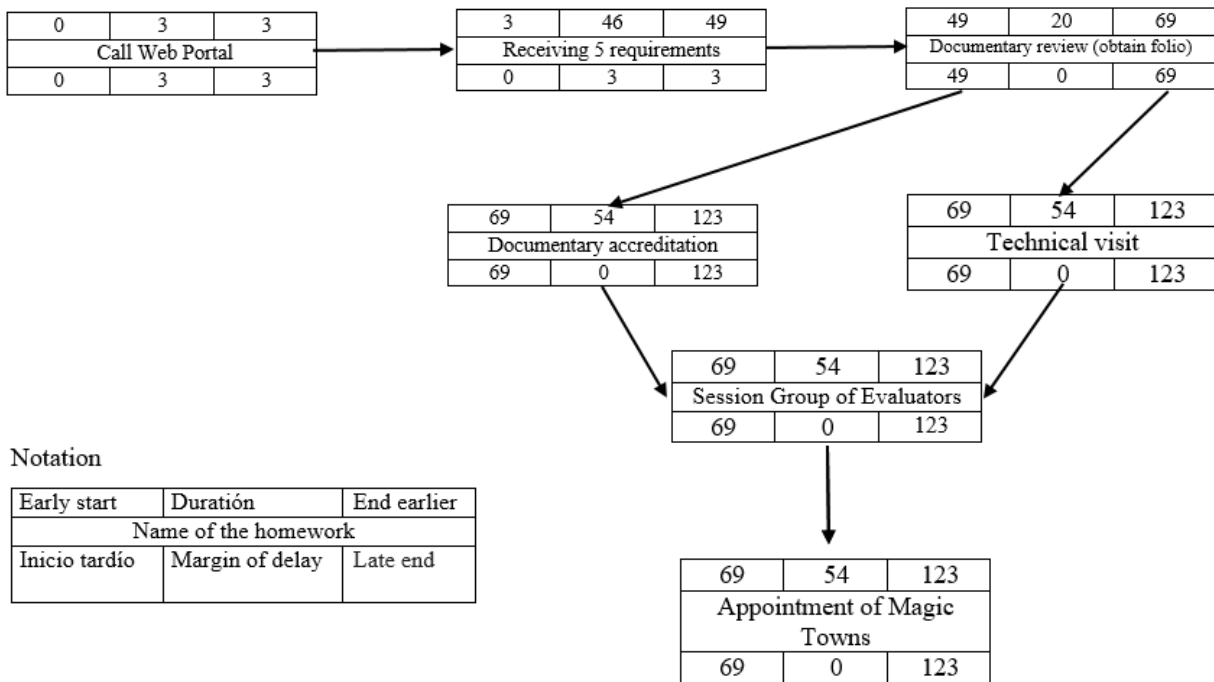 0 3 3
Call Web Portal
0 3 3
3 46 49
Receiving 5 requirements
0 3 3
49 20 69
Documentary review (obtain folio)
49 0 69
69 54 123
Documentary accreditation
69 0 123
69 54 123
Technical visit
69 0 123
69 54 123
Session Group of Evaluators
69 0 123
Notation
Early start Duratión End earlier
Name of the homework
Inicio tardío Margin of delay Late end
69 54 123
Appointment of Magic
Towns
69 0 123